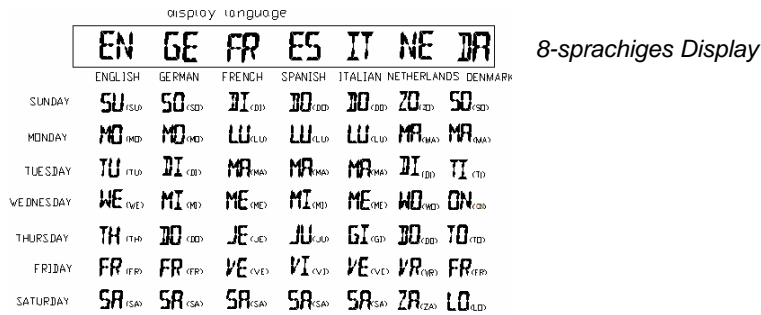 display language
EN GE FR ES IT NE DA
8-sprachiges Display
ENGLISH GERMAN FRENCH SPANISH ITALIAN NETHERLANDS DENMARK
SUNDAY SU (SU) SO (SO) DI (DI) DO (DO) DO (DO) ZO (ZO) SO (SO)
MONDAY MO (MO) MO (MO) LU (LU) LU (LU) LU (LU) MA (MA) MA (MA)
TUESDAY TU (TU) DI (DI) MA (MA) MA (MA) MA (MA) DI (DI) TI (TI)
WEDNESDAY WE (WE) MI (MI) ME (ME) MI (MI) ME (ME) WO (WO) ON
THURSDAY TH (TH) DO (DO) JE (JE) JU (JU) GI (GI) DO (DO) TO (TO)
FRIDAY FR (FR) FR (FR) VE (VE) VI (VI) VE (VE) VR (VR) FR (FR)
SATURDAY SA (SA) SA (SA) SA (SA) SA (SA) SA (SA) ZA (ZA) LO (LO)